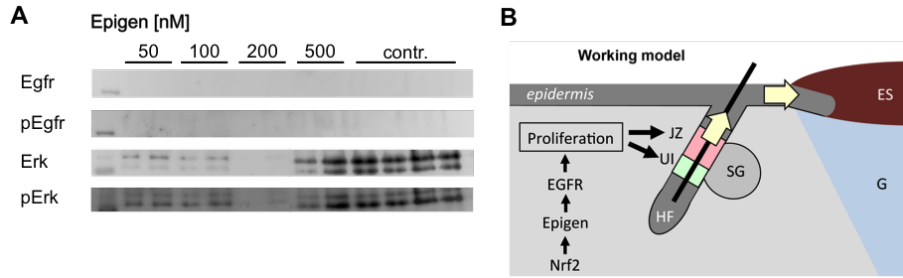 A
Epigen [nM]
50 100 200 500 contr.
Egfr
pEgfr
Erk
pErk
B
Working model
epidermis
ES
Proliferation
JZ
UI
SG
G
EGFR
HF
Epigen
Nrf2